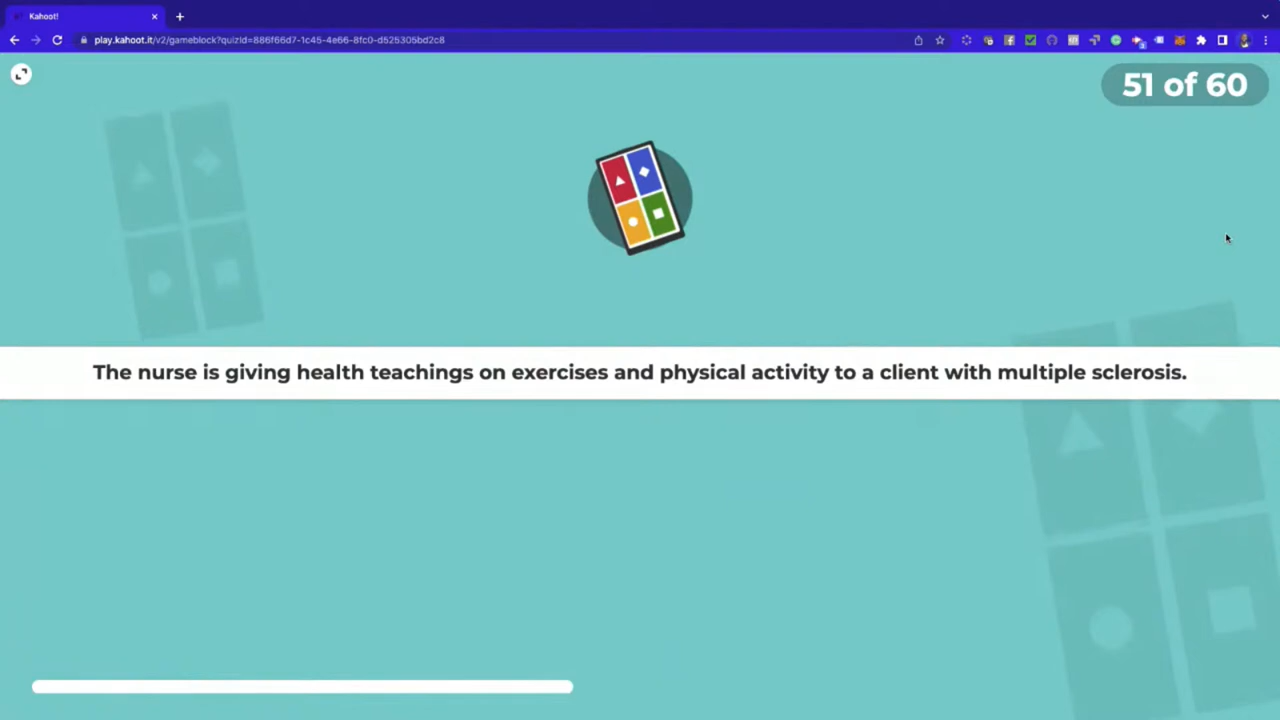 Kahoot!
play.kahoot.it/v2/gameblock?quizId=886f66d7-1c45-4e66-8fc0-d525305bd2c8
51 of 60
The nurse is giving health teachings on exercises and physical activity to a client with multiple sclerosis.